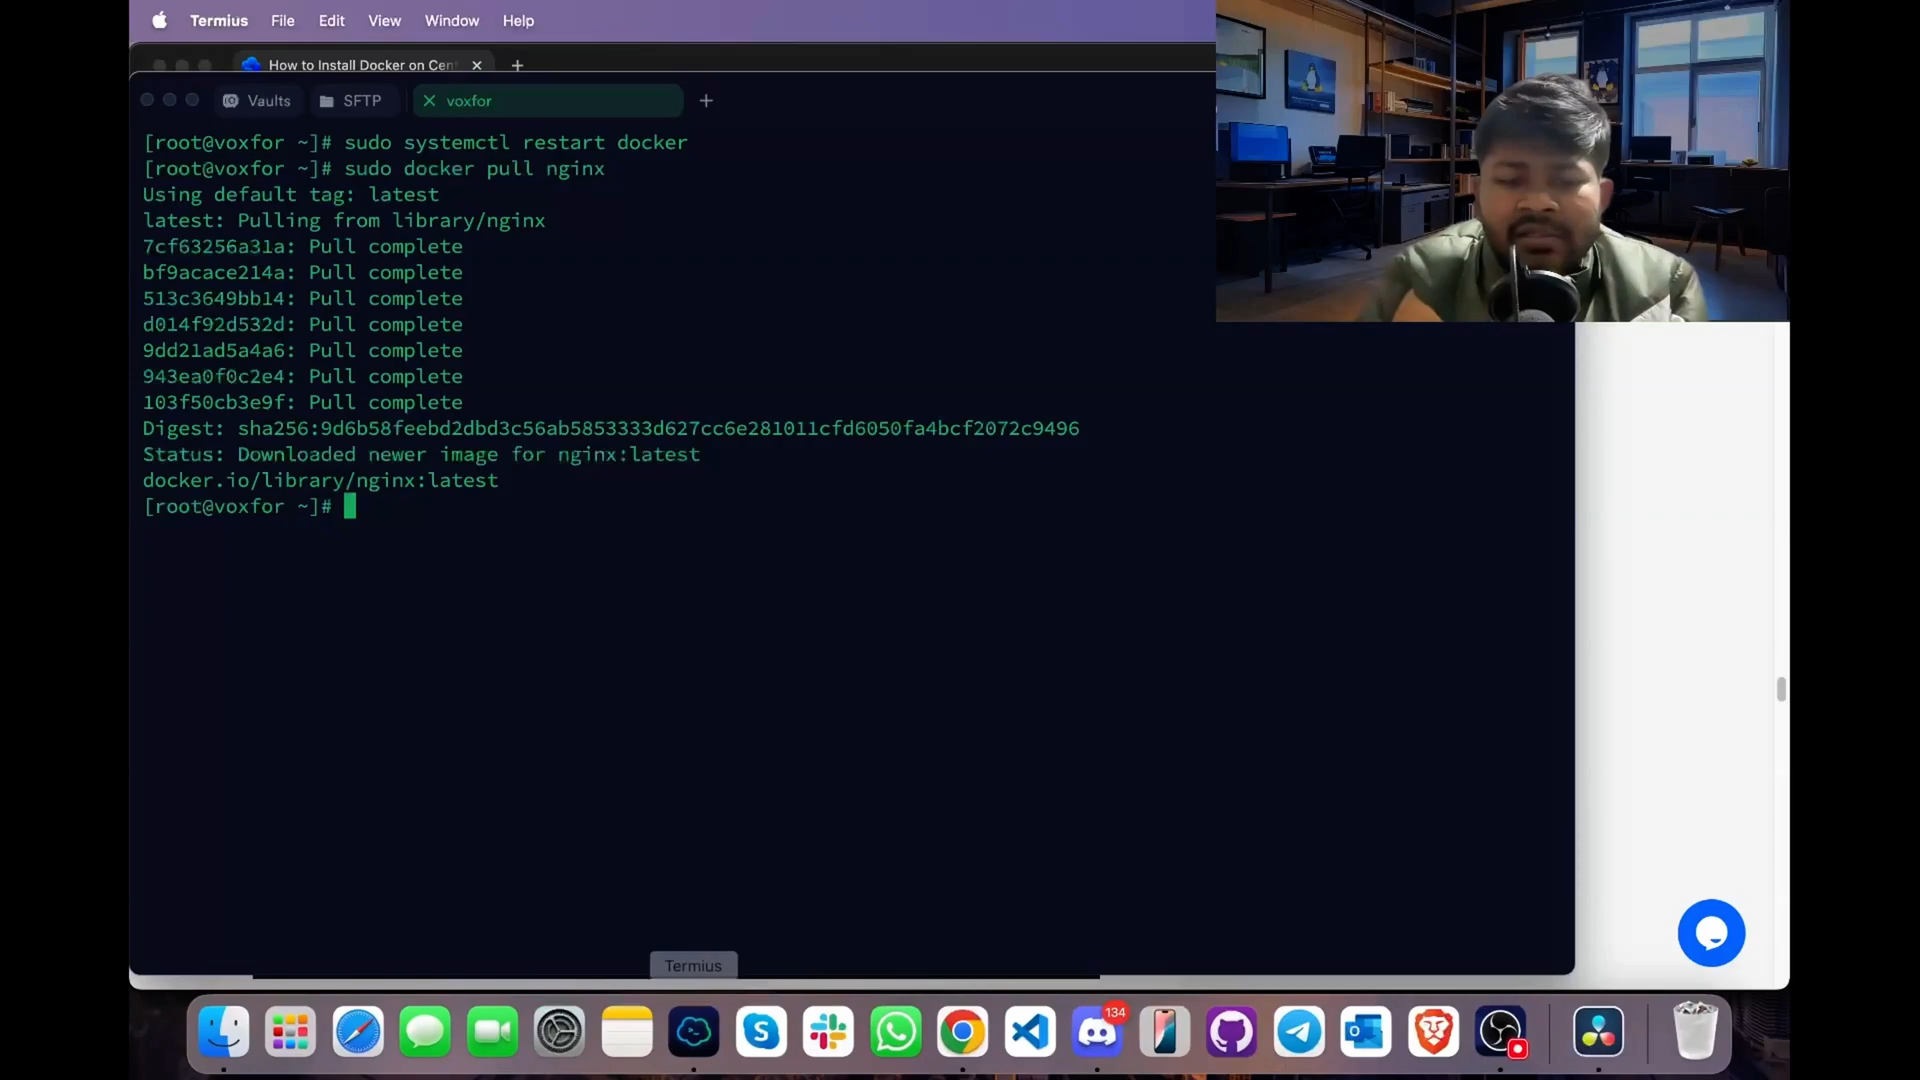 Termius File Edit View Window Help
How to Install Docker on Cen
Vaults SFTP voxfor
[root@voxfor ~]# sudo systemctl restart docker
[root@voxfor ~]# sudo docker pull nginx
Using default tag: latest
latest: Pulling from library/nginx
7cf63256a31a: Pull complete
bf9acace214a: Pull complete
513c3649bb14: Pull complete
d014f92d532d: Pull complete
9dd21ad5a4a6: Pull complete
943ea0f0c2e4: Pull complete
103f50cb3e9f: Pull complete
Digest: sha256:9d6b58feebd2dbd3c56ab5853333d627cc6e281011cfd6050fa4bcf2072c9496
Status: Downloaded newer image for nginx:latest
docker.io/library/nginx:latest
[root@voxfor ~]#
Termius
134